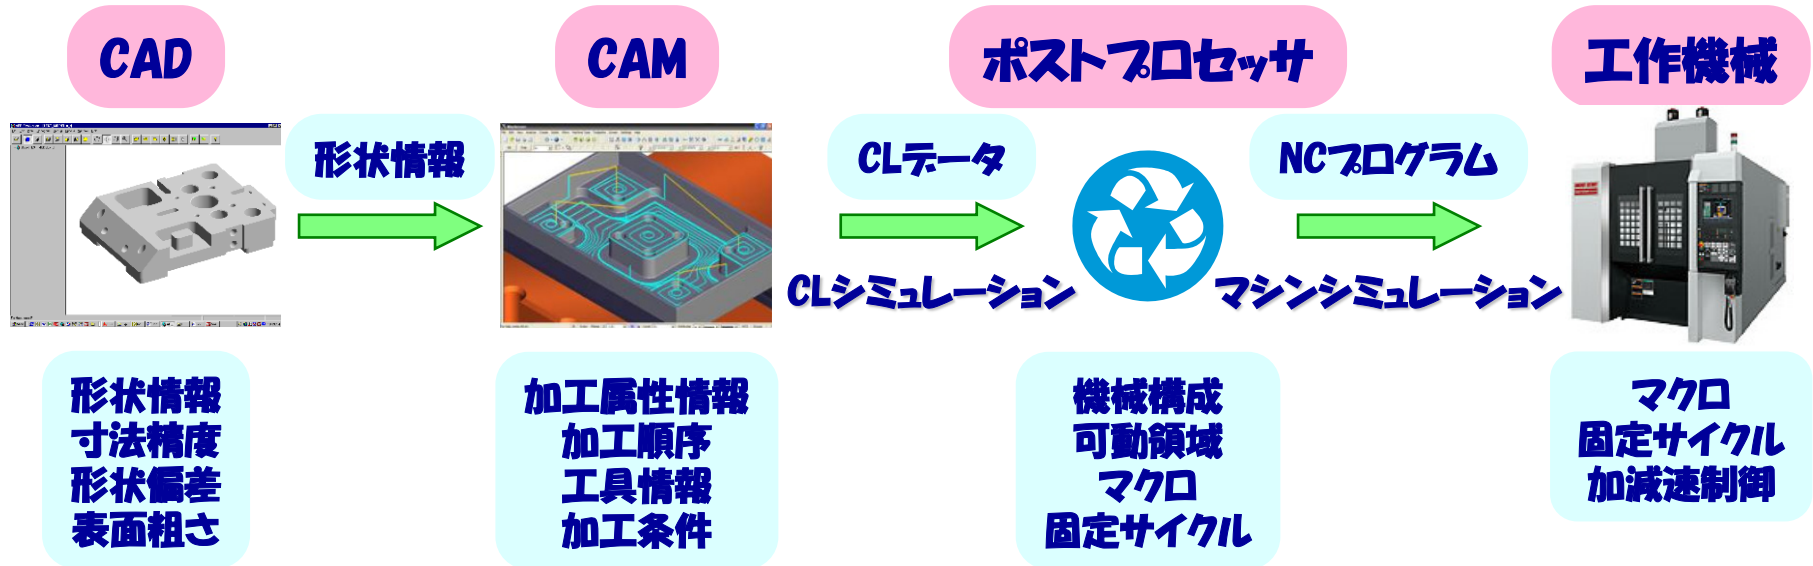 CAD
CAM
ポストプロセッサ
工作機械
形状情報
CLデータ
NCプログラム
CLシミュレーション
マシンシミュレーション
形状情報
寸法精度
形状偏差
表面粗さ
加工属性情報
加工順序
工具情報
加工条件
機械構成
可動領域
マクロ
固定サイクル
マクロ
固定サイクル
加減速制御